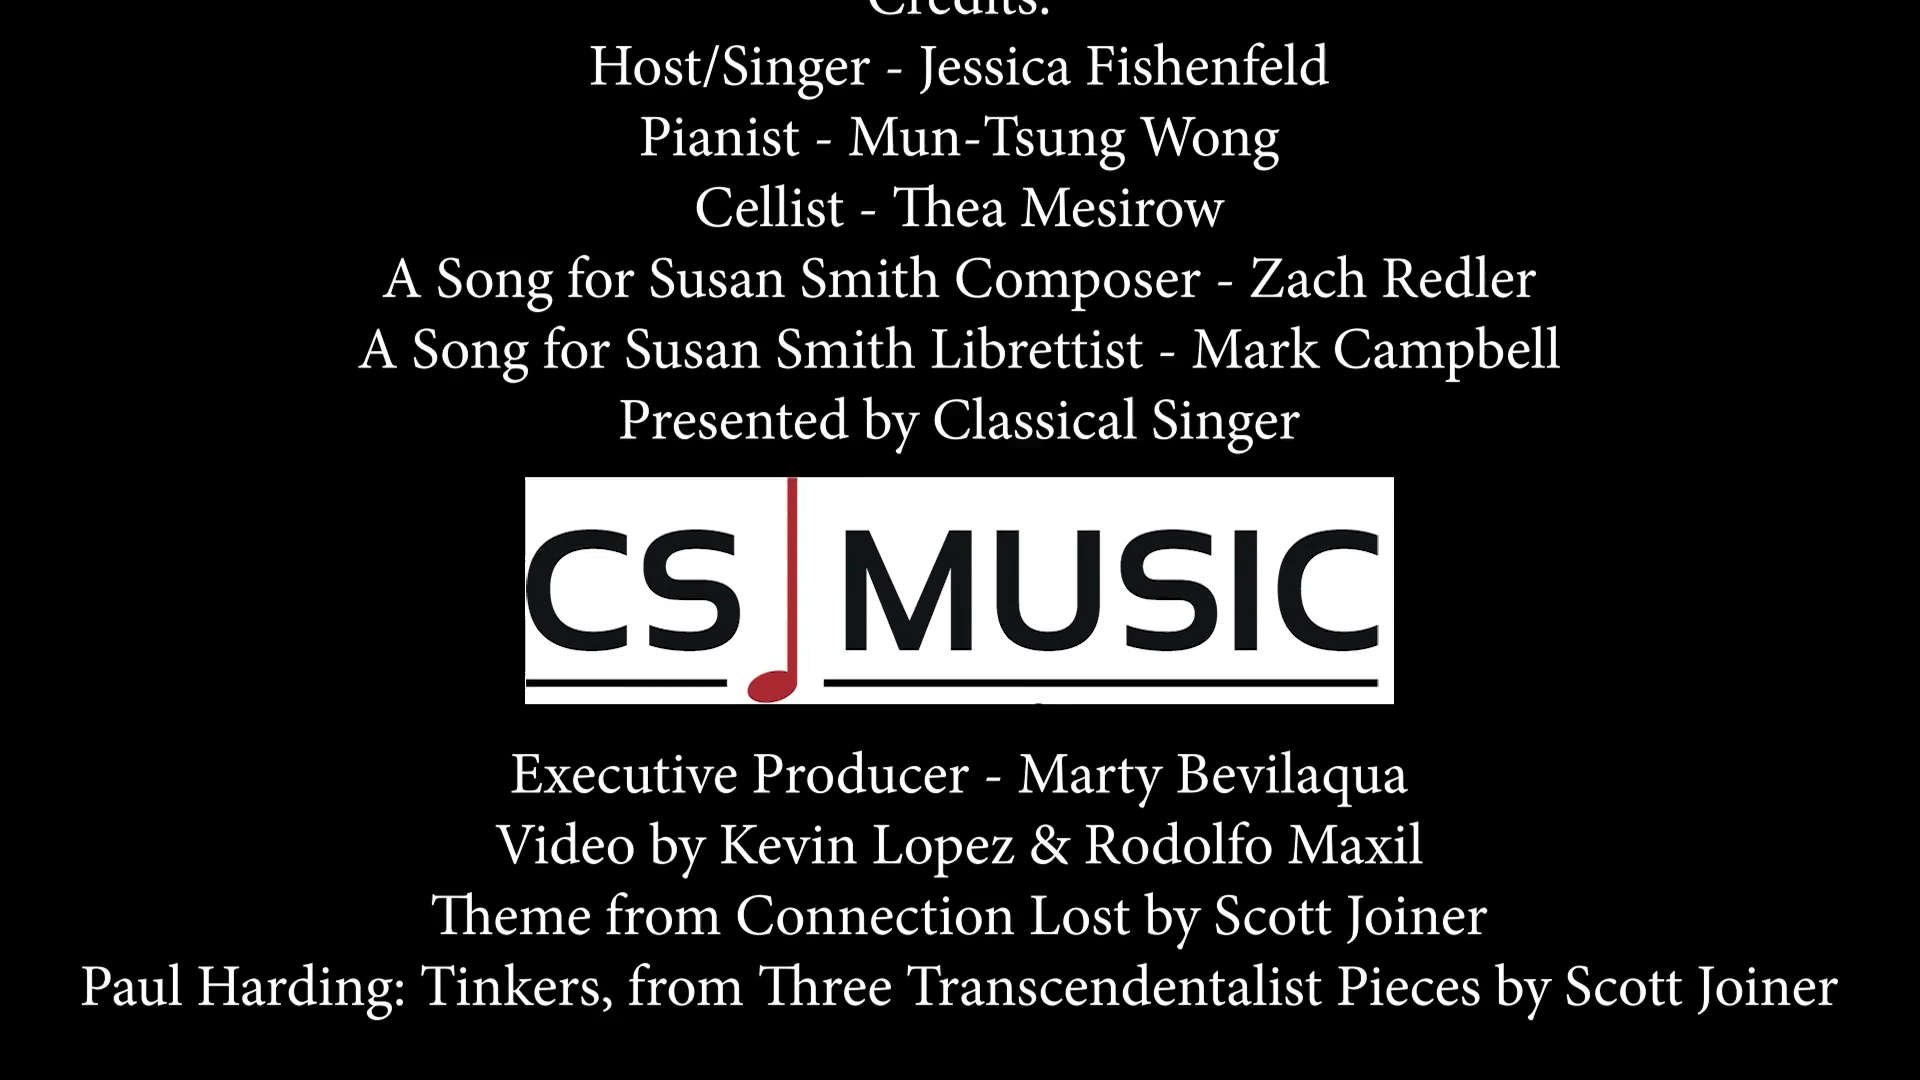 Credits:
Host/Singer - Jessica Fishenfeld
Pianist - Mun-Tsung Wong
Cellist - Thea Mesirow
A Song for Susan Smith Composer - Zach Redler
A Song for Susan Smith Librettist - Mark Campbell
Presented by Classical Singer
CS MUSIC
Executive Producer - Marty Bevilaqua
Video by Kevin Lopez & Rodolfo Maxil
Theme from Connection Lost by Scott Joiner
Paul Harding: Tinkers, from Three Transcendentalist Pieces by Scott Joiner